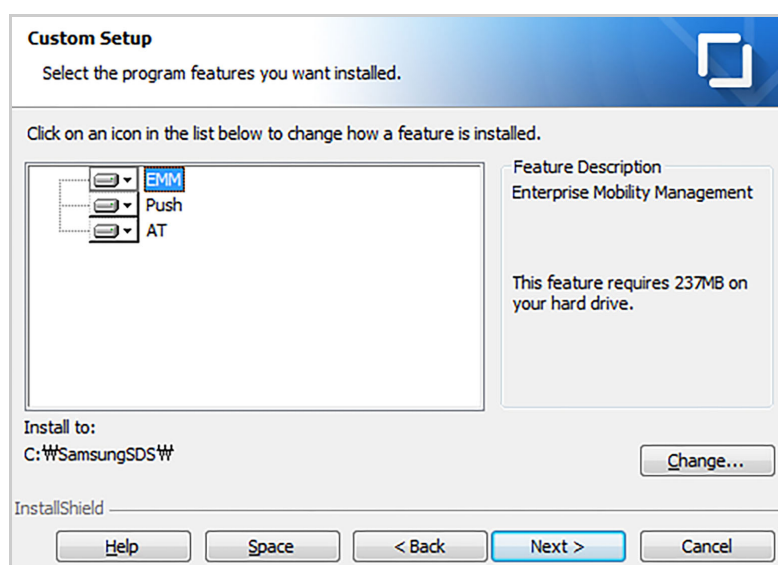 Custom Setup
Select the program features you want installed.
Click on an icon in the list below to change how a feature is installed.
EMM
Push
AT
Feature Description
Enterprise Mobility Management
This feature requires 237MB on
your hard drive.
Install to:
C:₩SamsungSDS₩
Change...
InstallShield
Help
Space
< Back
Next >
Cancel